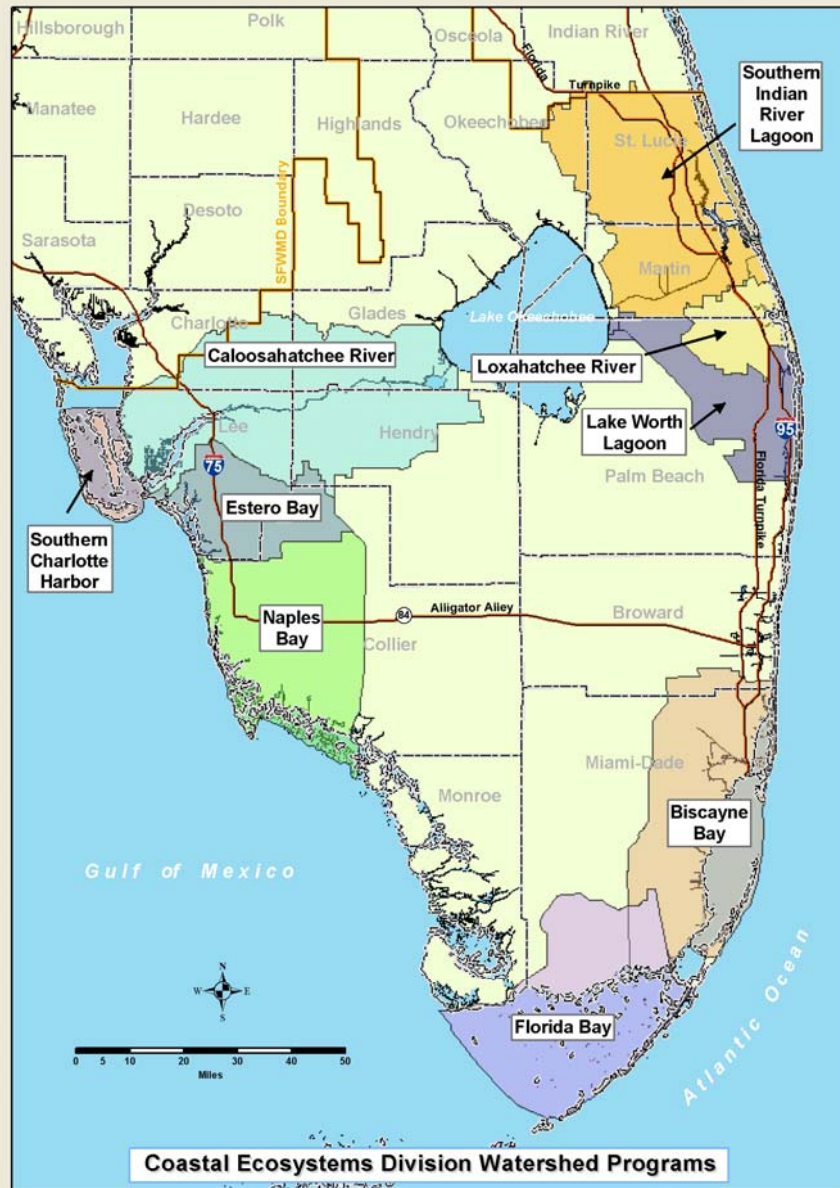 Hillsborough
Polk
Osceola
Indian River
Florida
Turnpike
Southern
Indian
River
Lagoon
Manatee
Hardee
Highlands
Okeechobee
St. Lucie
Desoto
Sarasota
SFWMD Boundary
Martin
Charlotte
Glades
Lake Okeechobee
Caloosahatchee River
Loxahatchee River
Lake Worth
Lagoon
Lee
Hendry
95
75
Palm Beach
Florida Turnpike
Estero Bay
Southern
Charlotte
Harbor
Naples
Bay
84
Alligator Alley
Broward
Collier
Miami-Dade
Monroe
Biscayne
Bay
Gulf of Mexico
N
W
E
S
Florida Bay
Atlantic Ocean
0 5 10 20 30 40 50
Miles
Coastal Ecosystems Division Watershed Programs